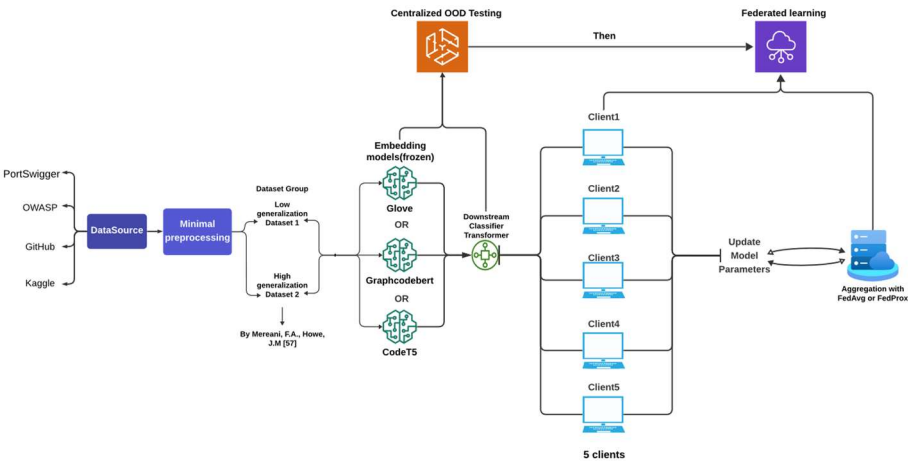 Centralized OOD Testing
Federated learning
Then
Client1
Embedding
models(frozen)
PortSwigger
OWASP
GitHub
Kaggle
DataSource
Minimal
preprocessing
Dataset Group
Low
generalization
Dataset 1
High
generalization
Dataset 2
By Mereani, F.A., Howe,
J.M [57]
Glove
OR
Graphcodebert
OR
CodeT5
Downstream
Classifier
Transformer
Client2
Client3
Client4
Client5
5 clients
Update
Model
Parameters
Aggregation with
FedAvg or FedProx